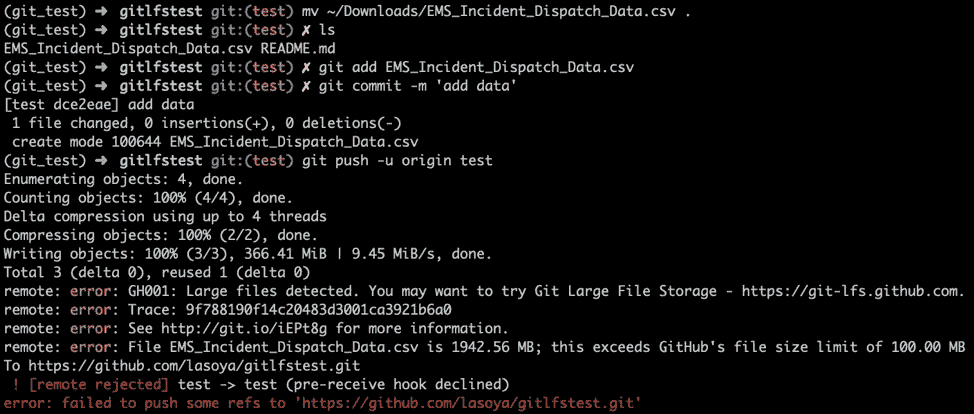 (git_test) ➜  gitlfstest git:(test) mv ~/Downloads/EMS_Incident_Dispatch_Data.csv .
(git_test) ➜  gitlfstest git:(test) ✗ ls
EMS_Incident_Dispatch_Data.csv README.md
(git_test) ➜  gitlfstest git:(test) ✗ git add EMS_Incident_Dispatch_Data.csv
(git_test) ➜  gitlfstest git:(test) ✗ git commit -m 'add data'
[test dce2eae] add data
 1 file changed, 0 insertions(+), 0 deletions(-)
 create mode 100644 EMS_Incident_Dispatch_Data.csv
(git_test) ➜  gitlfstest git:(test) git push -u origin test
Enumerating objects: 4, done.
Counting objects: 100% (4/4), done.
Delta compression using up to 4 threads
Compressing objects: 100% (2/2), done.
Writing objects: 100% (3/3), 366.41 MiB | 9.45 MiB/s, done.
Total 3 (delta 0), reused 1 (delta 0)
remote: error: GH001: Large files detected. You may want to try Git Large File Storage - https://git-lfs.github.com.
remote: error: Trace: 9f788190f14c20483d3001ca3921b6a0
remote: error: See http://git.io/iEPt8g for more information.
remote: error: File EMS_Incident_Dispatch_Data.csv is 1942.56 MB; this exceeds GitHub's file size limit of 100.00 MB
To https://github.com/lasoya/gitlfstest.git
 ! [remote rejected] test -> test (pre-receive hook declined)
error: failed to push some refs to 'https://github.com/lasoya/gitlfstest.git'